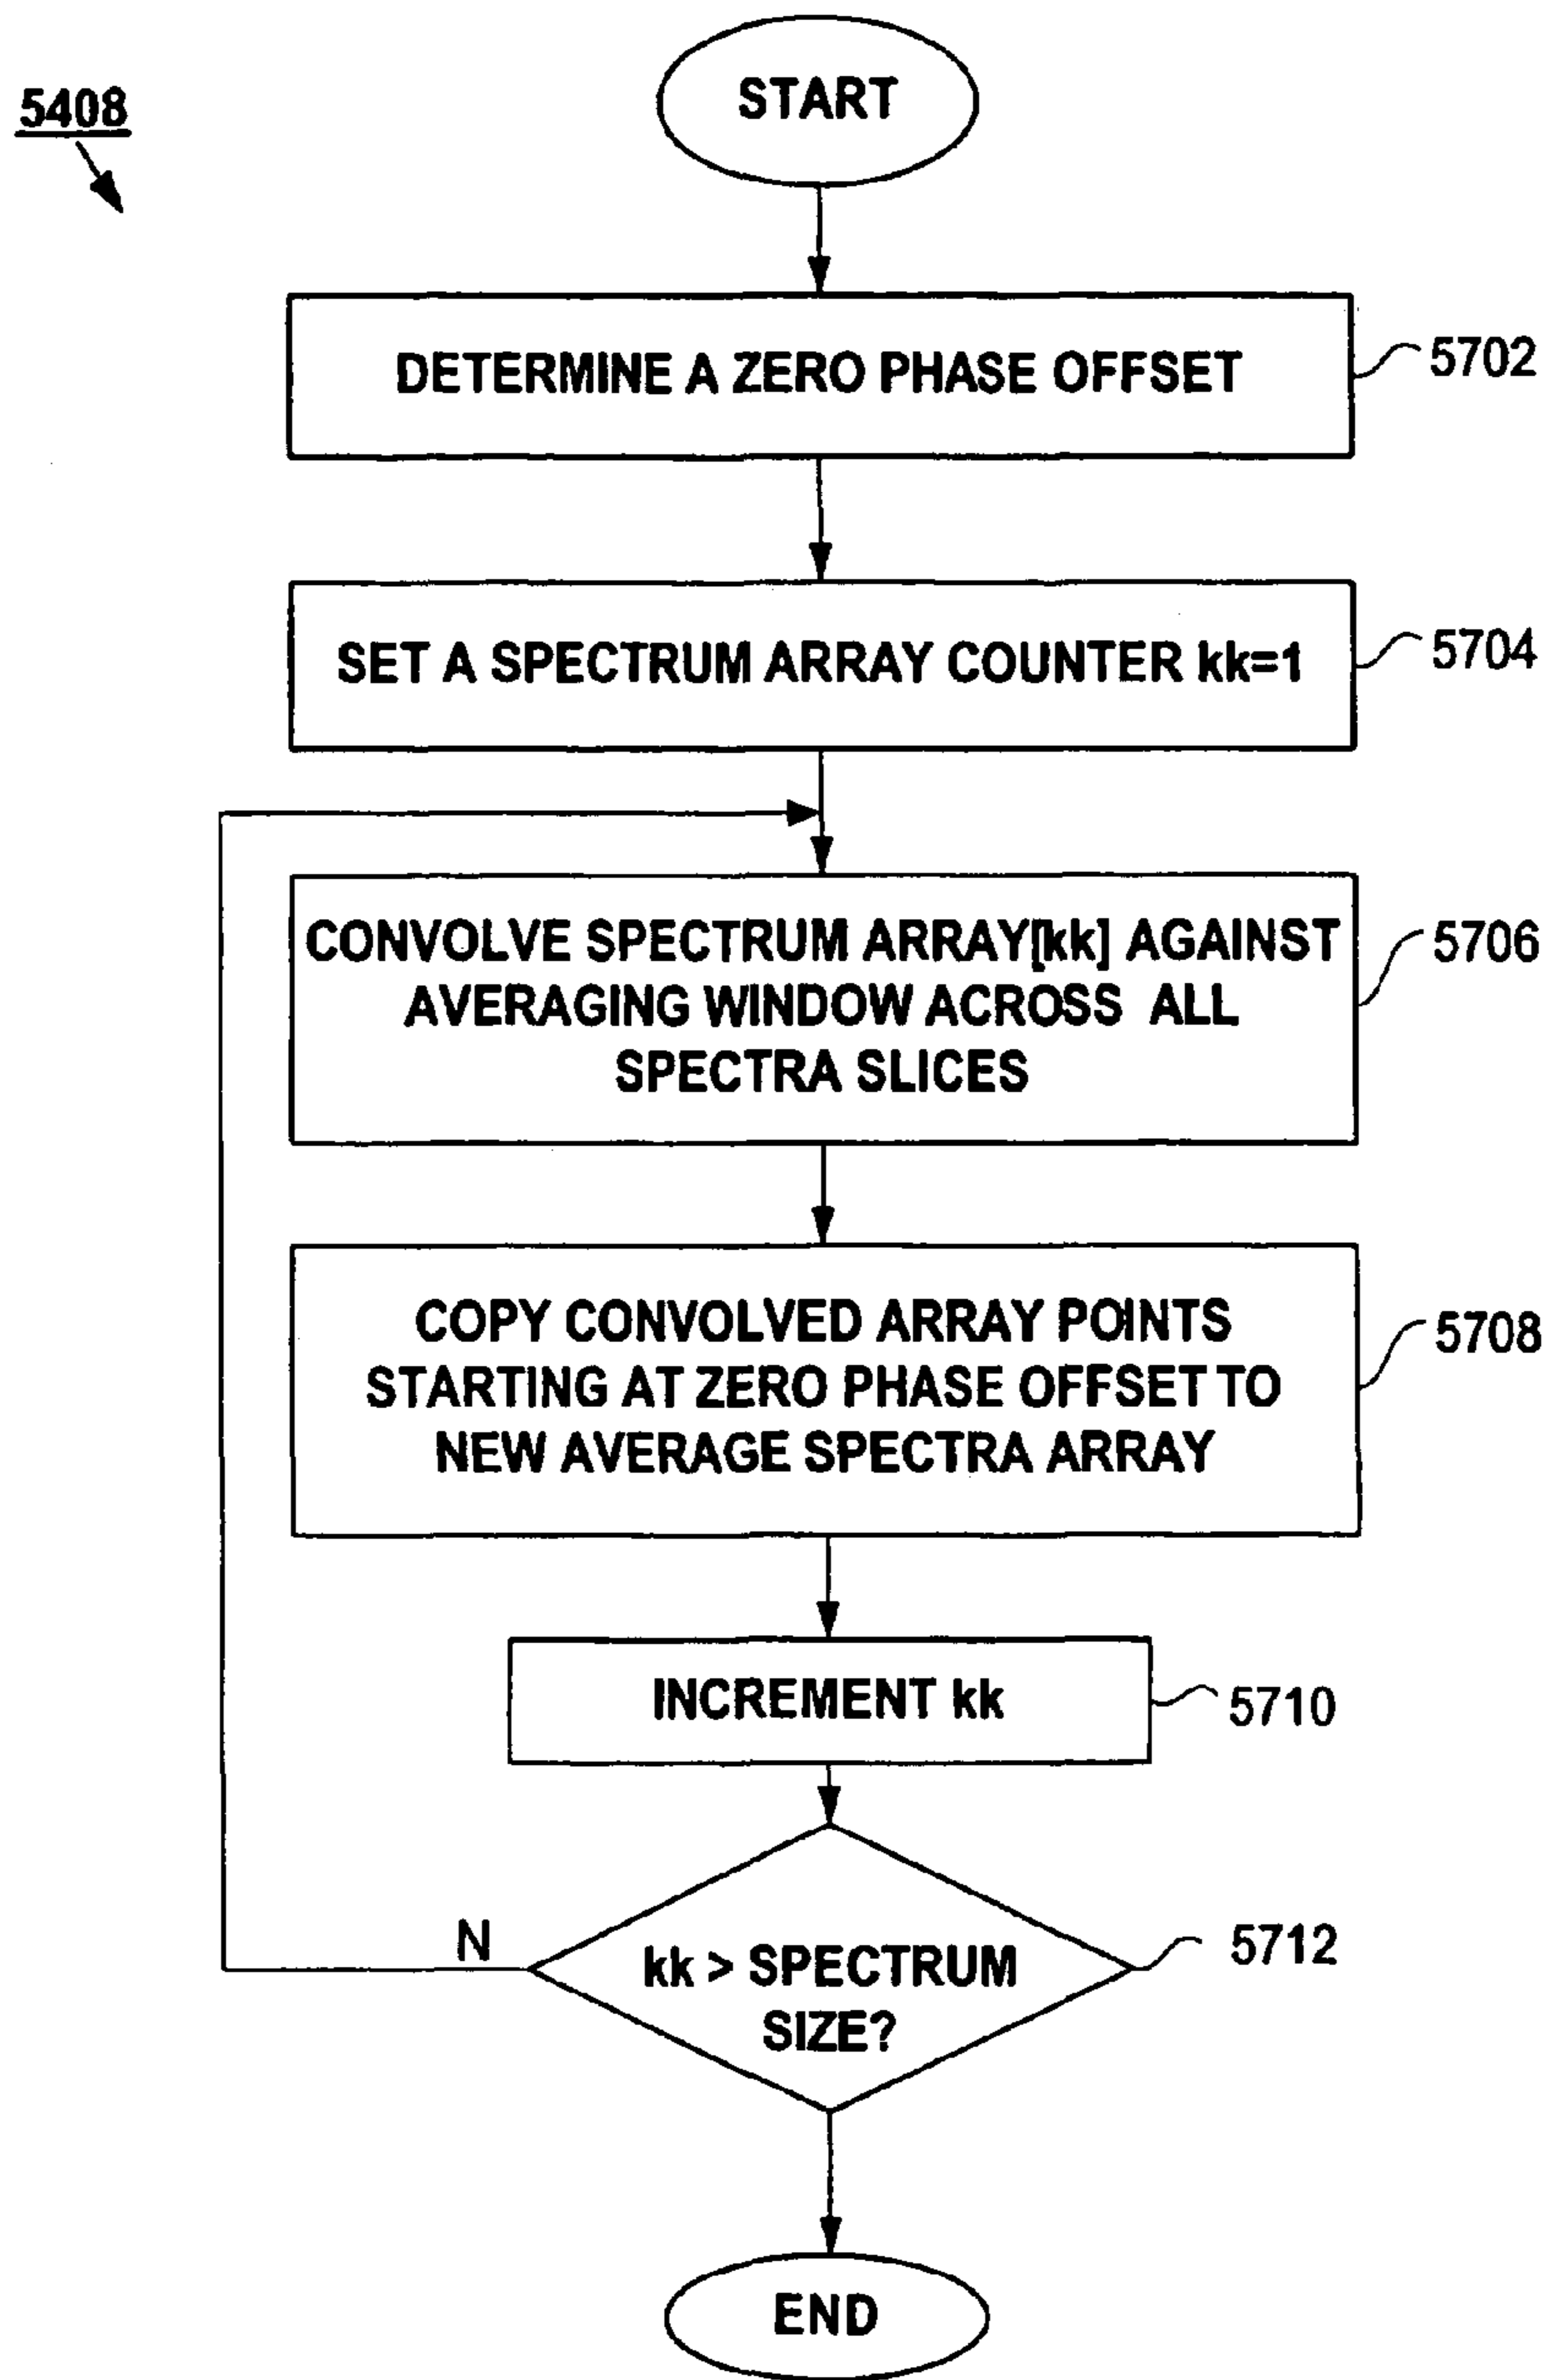 5408
START
DETERMINE A ZERO PHASE OFFSET
5702
SET A SPECTRUM ARRAY COUNTER kk=1
5704
CONVOLVE SPECTRUM ARRAY[kk] AGAINST
AVERAGING WINDOW ACROSS ALL
SPECTRA SLICES
5706
COPY CONVOLVED ARRAY POINTS
STARTING AT ZERO PHASE OFFSET TO
NEW AVERAGE SPECTRA ARRAY
5708
INCREMENT kk
5710
N
kk > SPECTRUM
SIZE?
5712
END